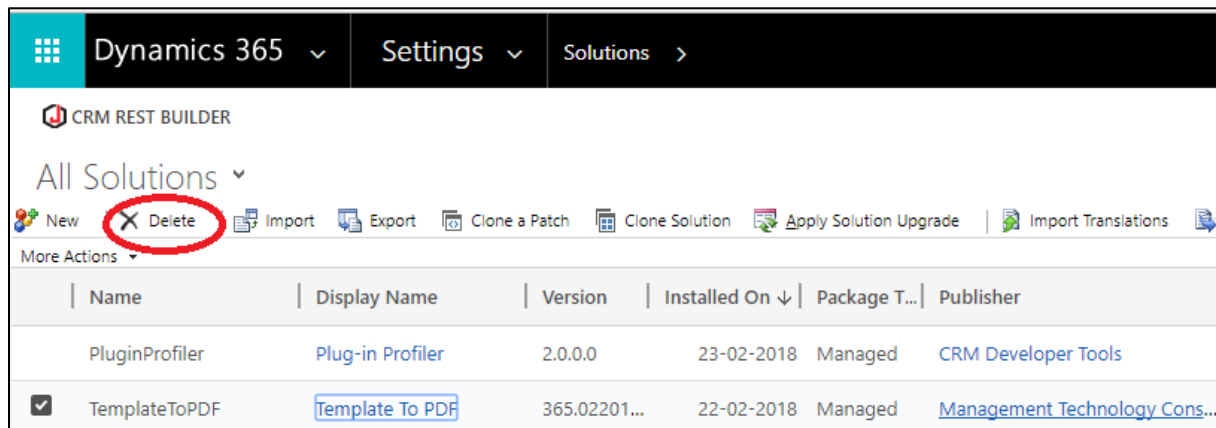 Dynamics 365 Settings Solutions
CRM REST BUILDER
All Solutions
New Delete Import Export Clone a Patch Clone Solution Apply Solution Upgrade Import Translations
More Actions
Name Display Name Version Installed On Package T... Publisher
PluginProfiler Plug-in Profiler 2.0.0.0 23-02-2018 Managed CRM Developer Tools
TemplateToPDF Template To PDF 365.02201... 22-02-2018 Managed Management Technology Cons...